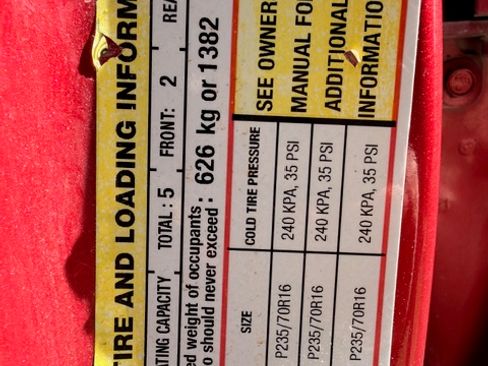 TIRE AND LOADING INFORM
ATING CAPACITY TOTAL : 5 FRONT: 2 REA
ed weight of occupants
o should never exceed : 626 kg or 1382
SIZE COLD TIRE PRESSURE SEE OWNER
P235/70R16 240 KPA, 35 PSI MANUAL FO
P235/70R16 240 KPA, 35 PSI ADDITIONAL
P235/70R16 240 KPA, 35 PSI INFORMATIO